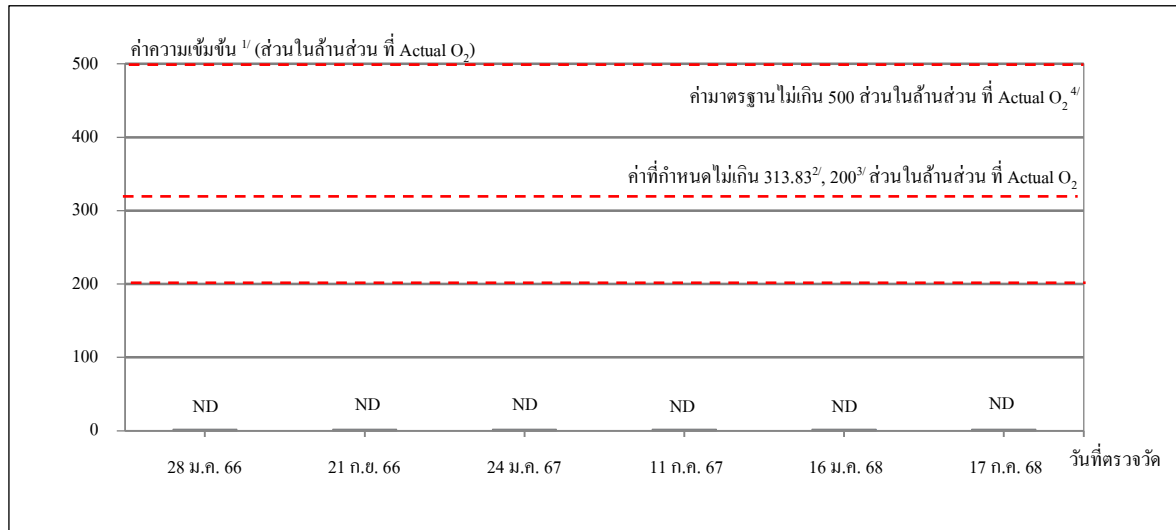 ค่าความเข้มข้น 1/ (ส่วนในล้านส่วน ที่ Actual O2)
500
ค่ามาตรฐานไม่เกิน 500 ส่วนในล้านส่วน ที่ Actual O2 4/
400
ค่าที่กำหนดไม่เกิน 313.832/, 2003/ ส่วนในล้านส่วน ที่ Actual O2
300
200
100
ND ND ND ND ND ND
0
28 ม.ค. 66 21 ก.ย. 66 24 ม.ค. 67 11 ก.ค. 67 16 ม.ค. 68 17 ก.ค. 68 วันที่ตรวจวัด